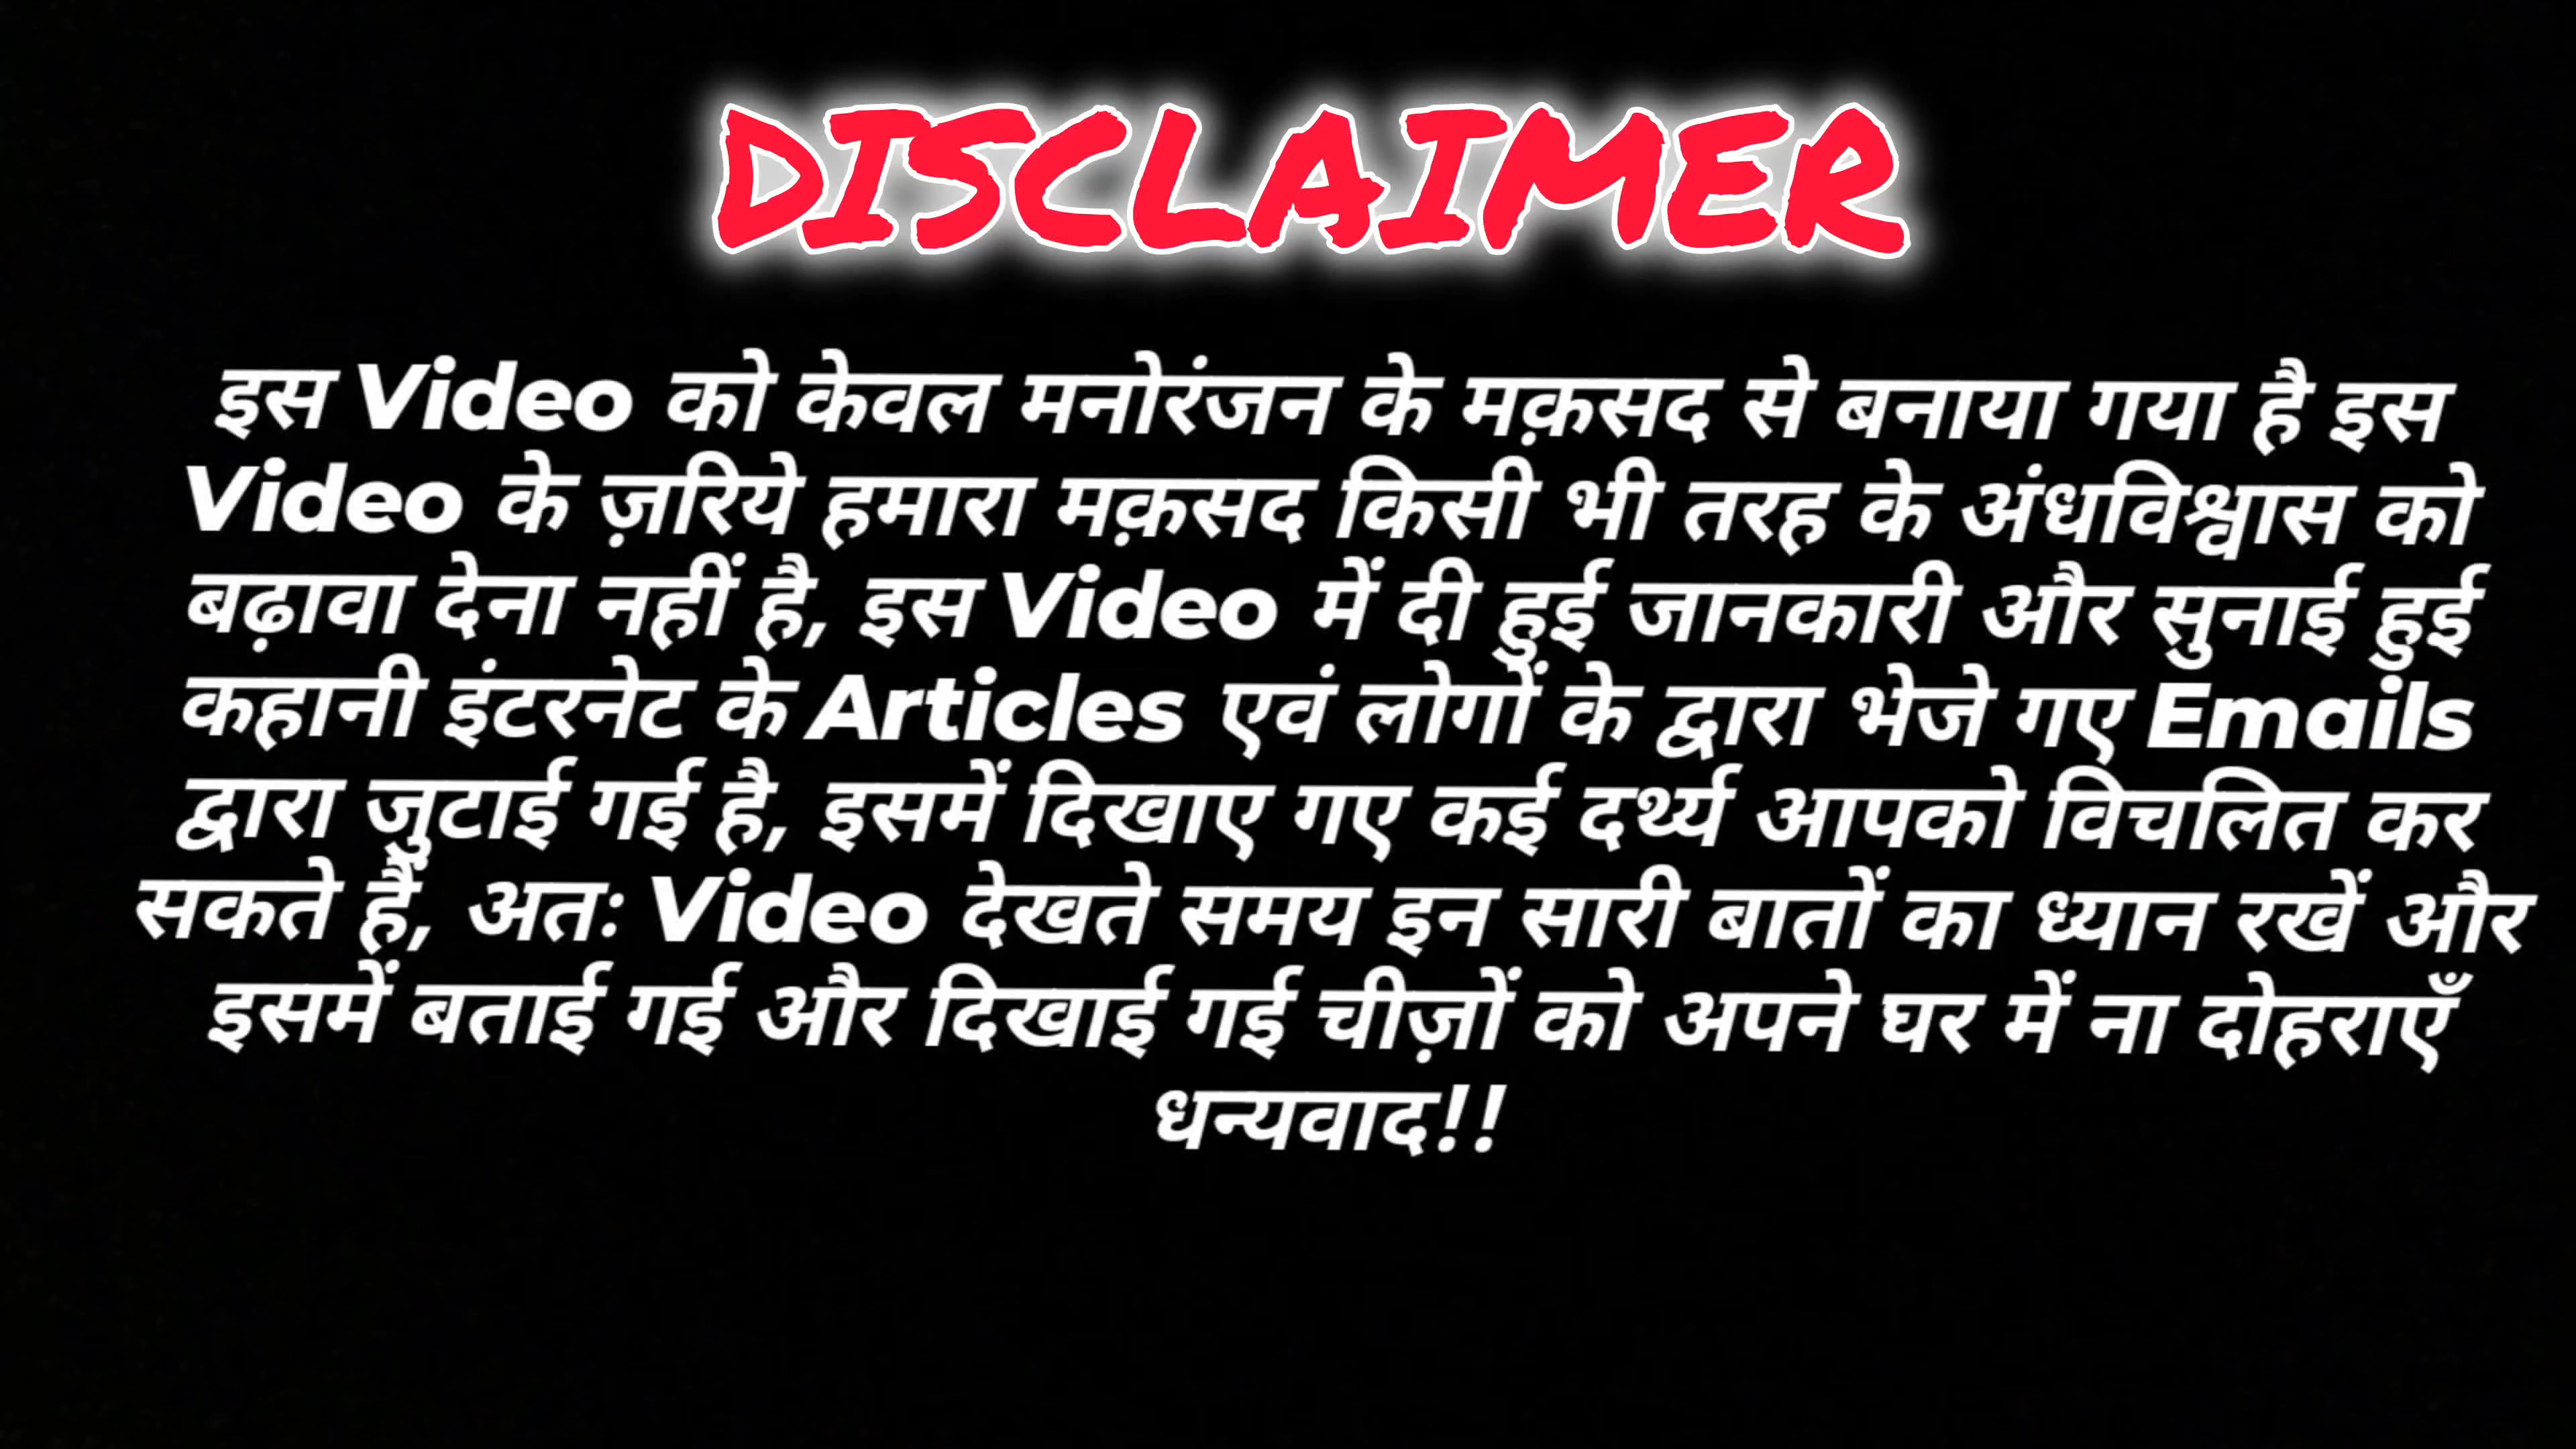 DISCLAIMER
इस Video को केवल मनोरंजन के मक़सद से बनाया गया है इस
Video के ज़रिये हमारा मक़सद किसी भी तरह के अंधविश्वास को
बढ़ावा देना नहीं है, इस Video में दी हुई जानकारी और सुनाई हुई
कहानी इंटरनेट के Articles एवं लोगों के द्वारा भेजे गए Emails
द्वारा जुटाई गई है, इसमें दिखाए गए कई दर्थ्य आपको विचलित कर
सकते हैं, अतः Video देखते समय इन सारी बातों का ध्यान रखें और
इसमें बताई गई और दिखाई गई चीज़ों को अपने घर में ना दोहराएँ
धन्यवाद!!